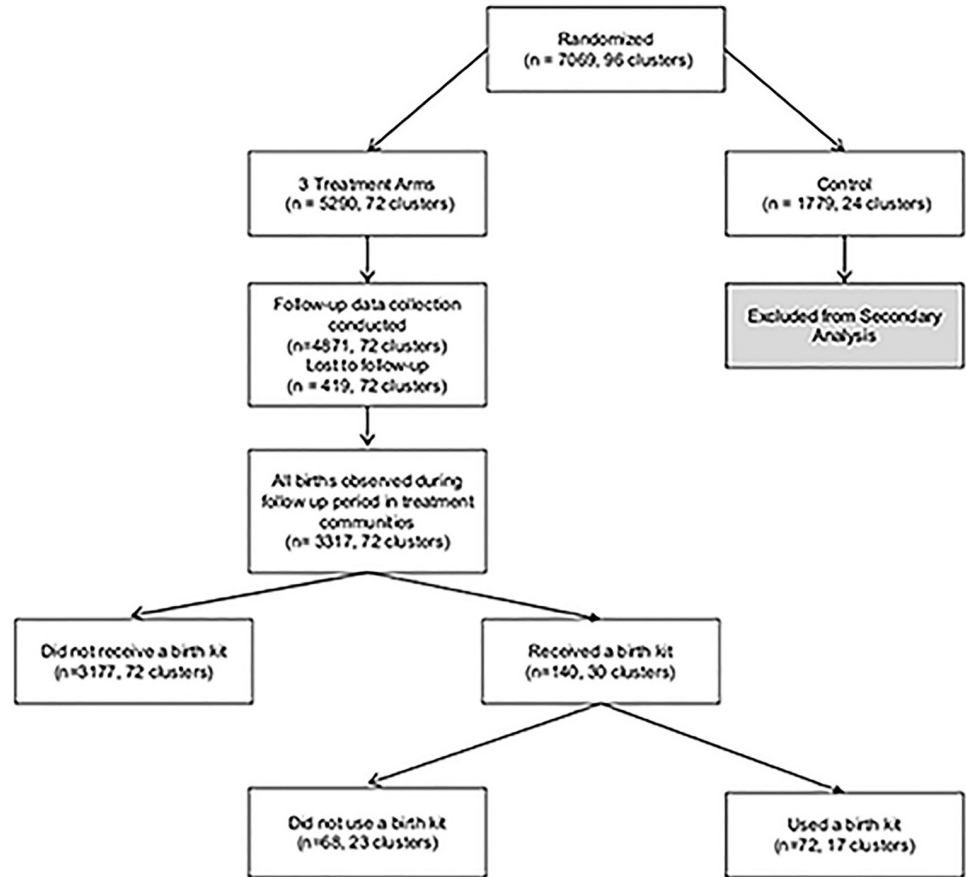 Randomized
(n = 7069, 96 clusters)
3 Treatment Arms
(n = 5290, 72 clusters)
Control
(n = 1779, 24 clusters)
Follow-up data collection
conducted
(n=4871, 72 clusters)
Lost to follow-up
(n = 419, 72 clusters)
Excluded from Secondary
Analysis
All births observed during
follow up period in treatment
communities
(n= 3317, 72 clusters)
Did not receive a birth kit
(n=3177, 72 clusters)
Received a birth kit
(n=140, 30 clusters)
Did not use a birth kit
(n=68, 23 clusters)
Used a birth kit
(n=72, 17 clusters)